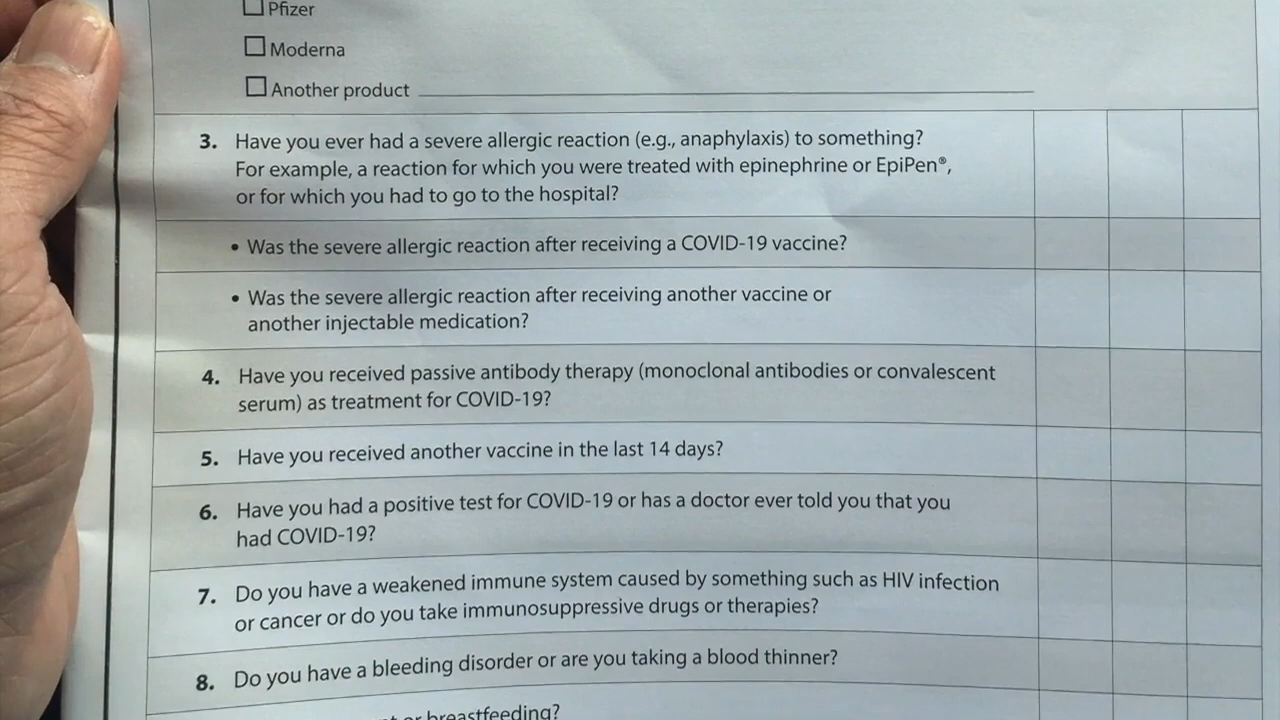 Pfizer
Moderna
Another product
3. Have you ever had a severe allergic reaction (e.g., anaphylaxis) to something?
For example, a reaction for which you were treated with epinephrine or EpiPen®,
or for which you had to go to the hospital?
• Was the severe allergic reaction after receiving a COVID-19 vaccine?
• Was the severe allergic reaction after receiving another vaccine or
another injectable medication?
4. Have you received passive antibody therapy (monoclonal antibodies or convalescent
serum) as treatment for COVID-19?
5. Have you received another vaccine in the last 14 days?
6. Have you had a positive test for COVID-19 or has a doctor ever told you that you
had COVID-19?
7. Do you have a weakened immune system caused by something such as HIV infection
or cancer or do you take immunosuppressive drugs or therapies?
8. Do you have a bleeding disorder or are you taking a blood thinner?
or breastfeeding?